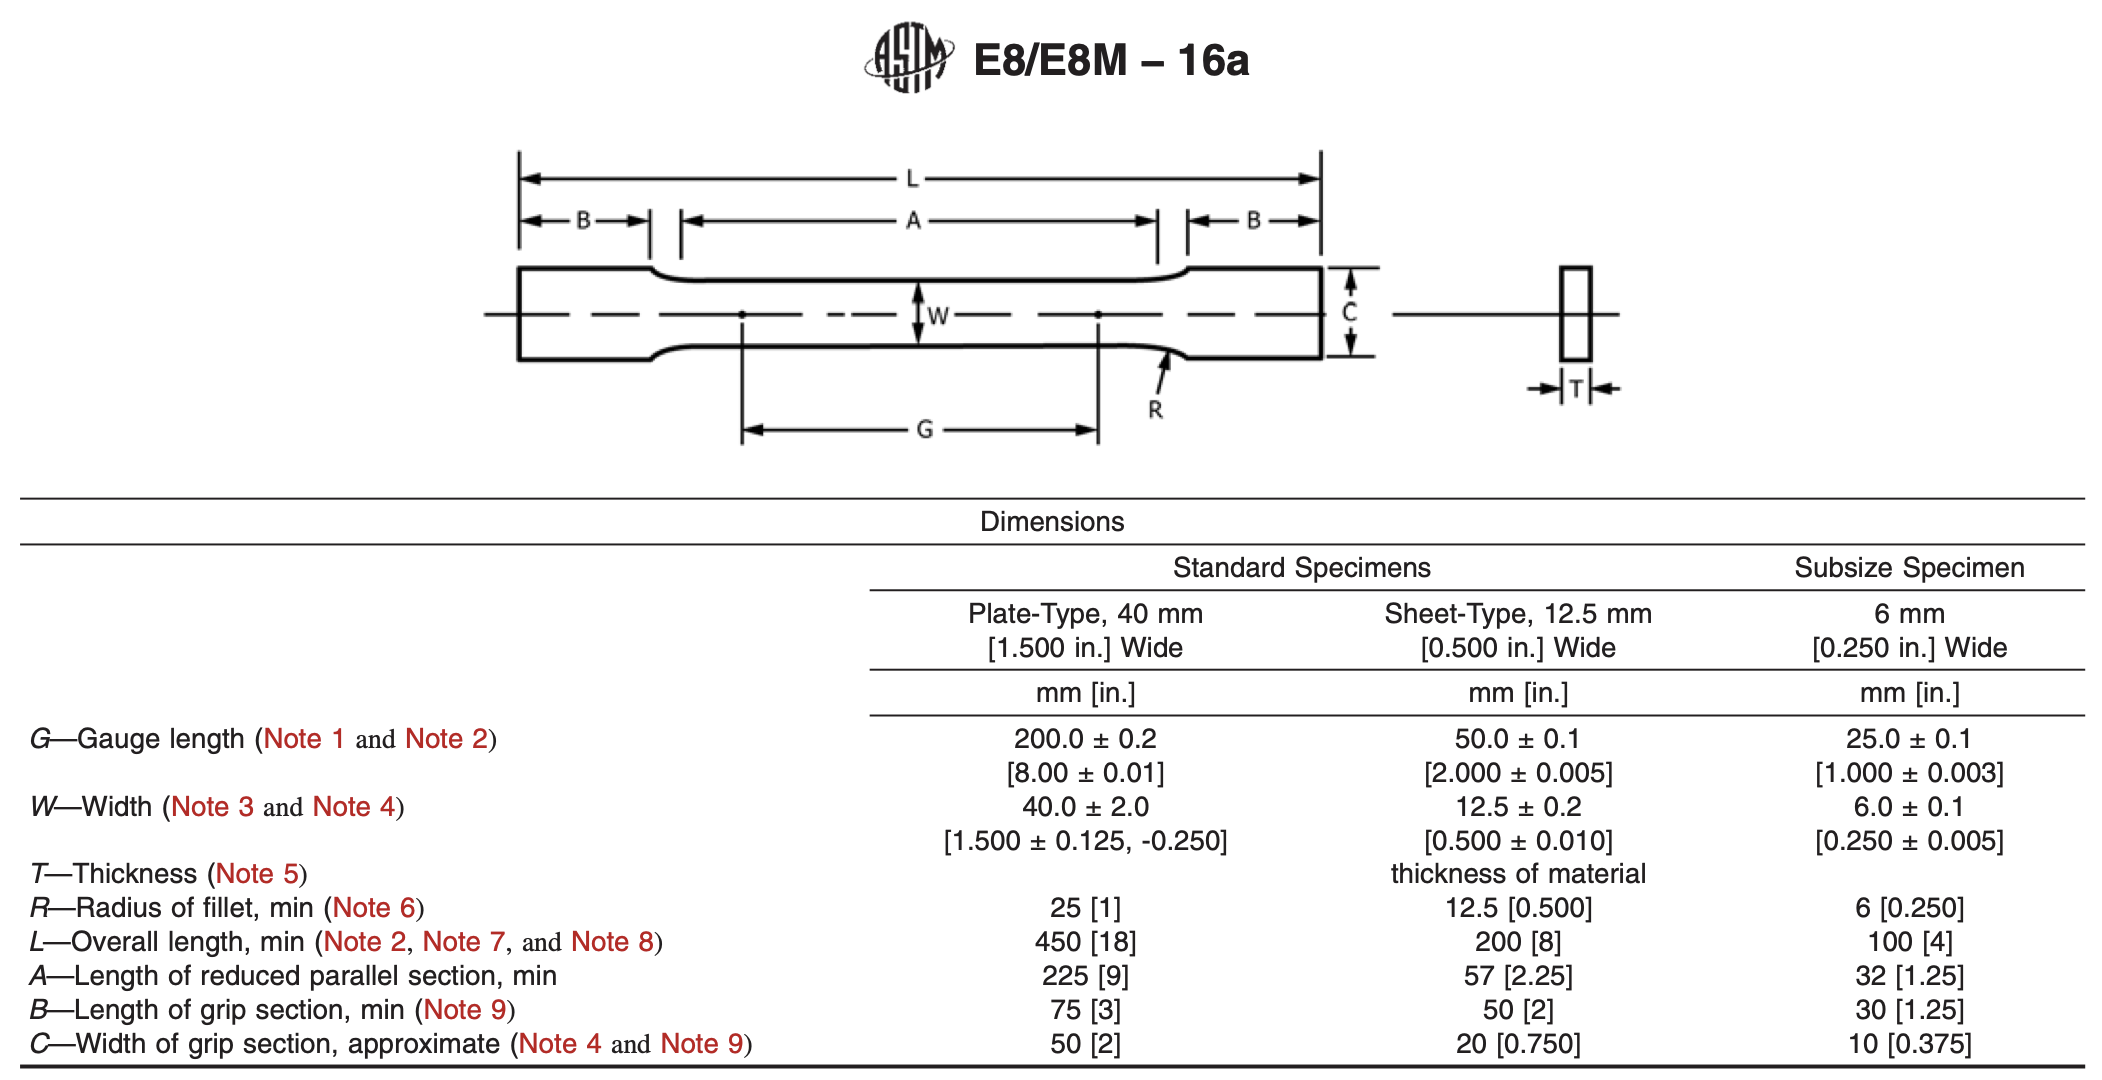 ASTM E8/E8M – 16a
L
B A B
W C
T
R
G
Dimensions
Standard Specimens Subsize Specimen
Plate-Type, 40 mm Sheet-Type, 12.5 mm 6 mm
[1.500 in.] Wide [0.500 in.] Wide [0.250 in.] Wide
mm [in.] mm [in.] mm [in.]
G—Gauge length (Note 1 and Note 2) 200.0 ± 0.2 50.0 ± 0.1 25.0 ± 0.1
[8.00 ± 0.01] [2.000 ± 0.005] [1.000 ± 0.003]
W—Width (Note 3 and Note 4) 40.0 ± 2.0 12.5 ± 0.2 6.0 ± 0.1
[1.500 ± 0.125, -0.250] [0.500 ± 0.010] [0.250 ± 0.005]
T—Thickness (Note 5) thickness of material
R—Radius of fillet, min (Note 6) 25 [1] 12.5 [0.500] 6 [0.250]
L—Overall length, min (Note 2, Note 7, and Note 8) 450 [18] 200 [8] 100 [4]
A—Length of reduced parallel section, min 225 [9] 57 [2.25] 32 [1.25]
B—Length of grip section, min (Note 9) 75 [3] 50 [2] 30 [1.25]
C—Width of grip section, approximate (Note 4 and Note 9) 50 [2] 20 [0.750] 10 [0.375]